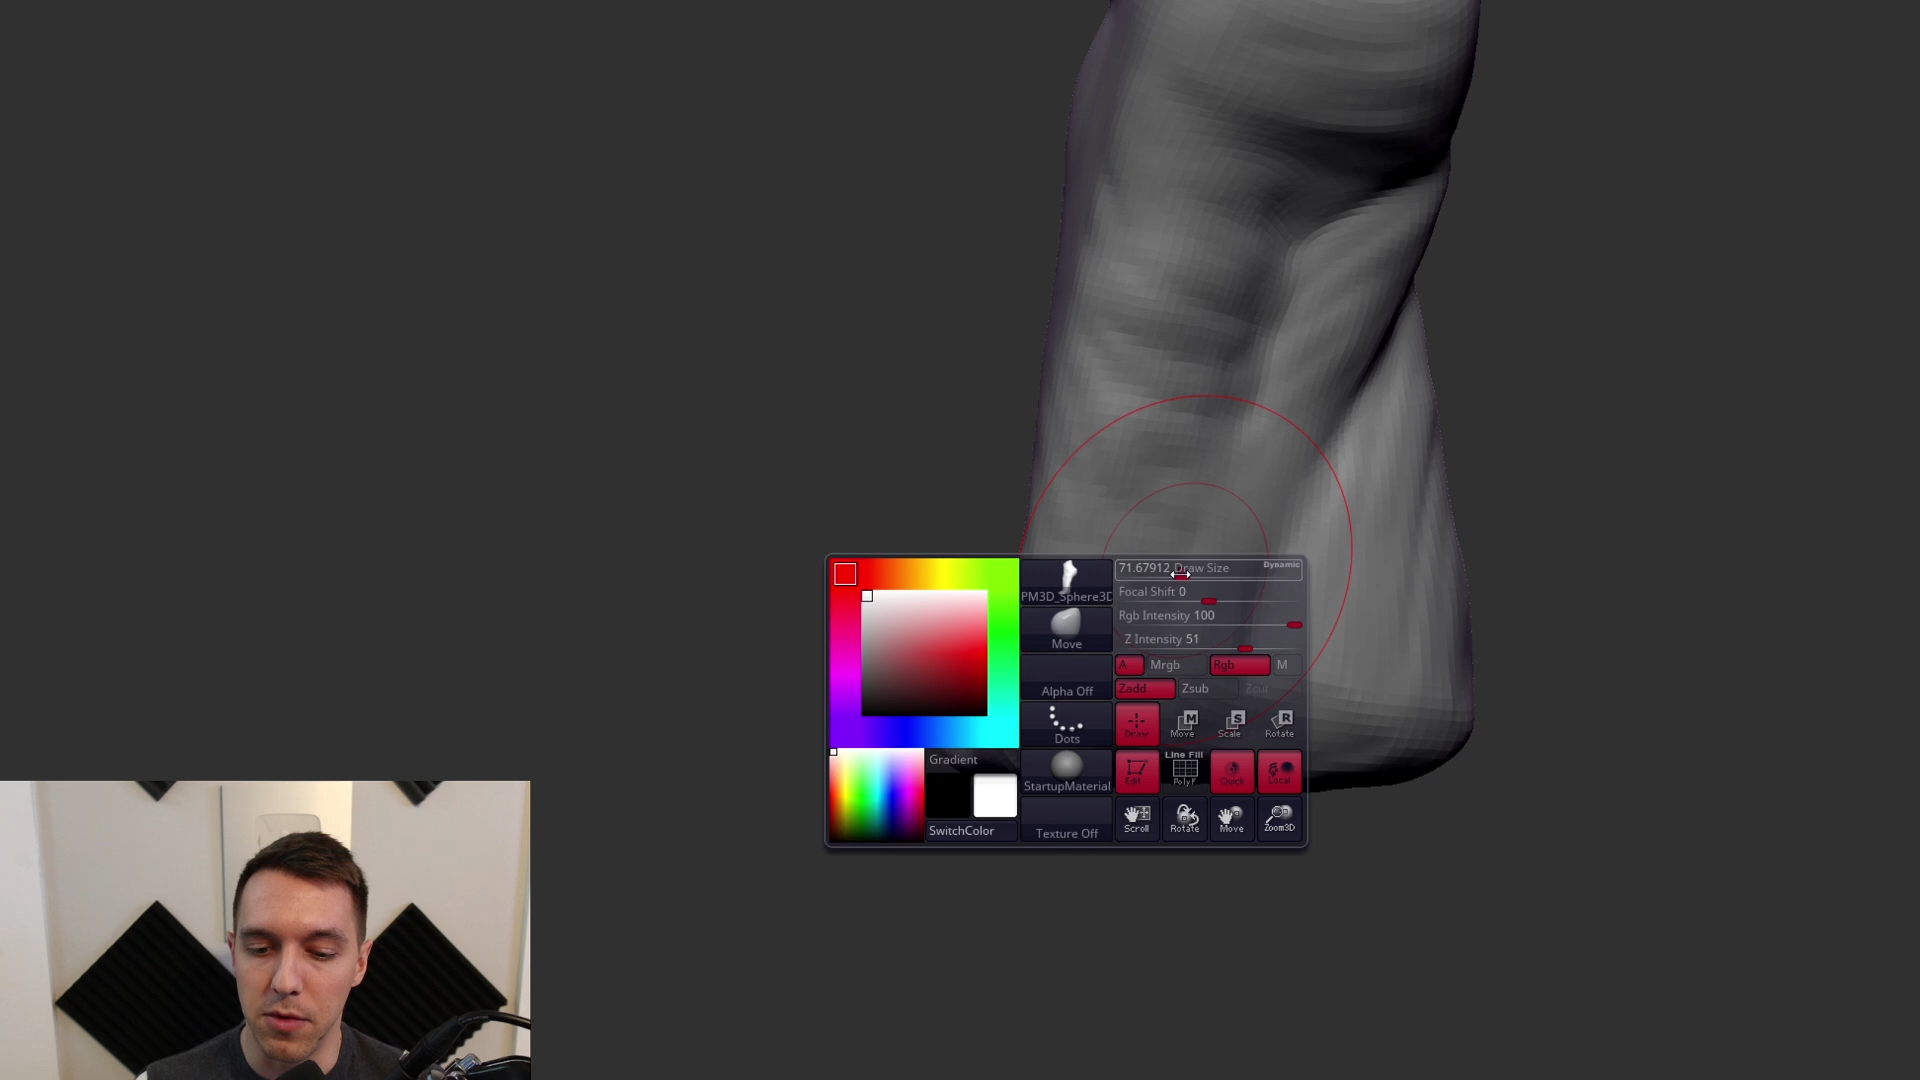 71.67912 Draw Size
Dynamic
PM3D_Sphere3D
Focal Shift 0
Rgb Intensity 100
Move
Z Intensity 51
A
Mrgb
Rgb
M
Alpha Off
Zadd
Zsub
Zcut
Dots
Draw
Move
Scale
Rotate
M
S
R
Gradient
Line Fill
StartupMaterial
Edit
PolyF
Quick
Local
SwitchColor
Texture Off
Scroll
Rotate
Move
Zoom3D